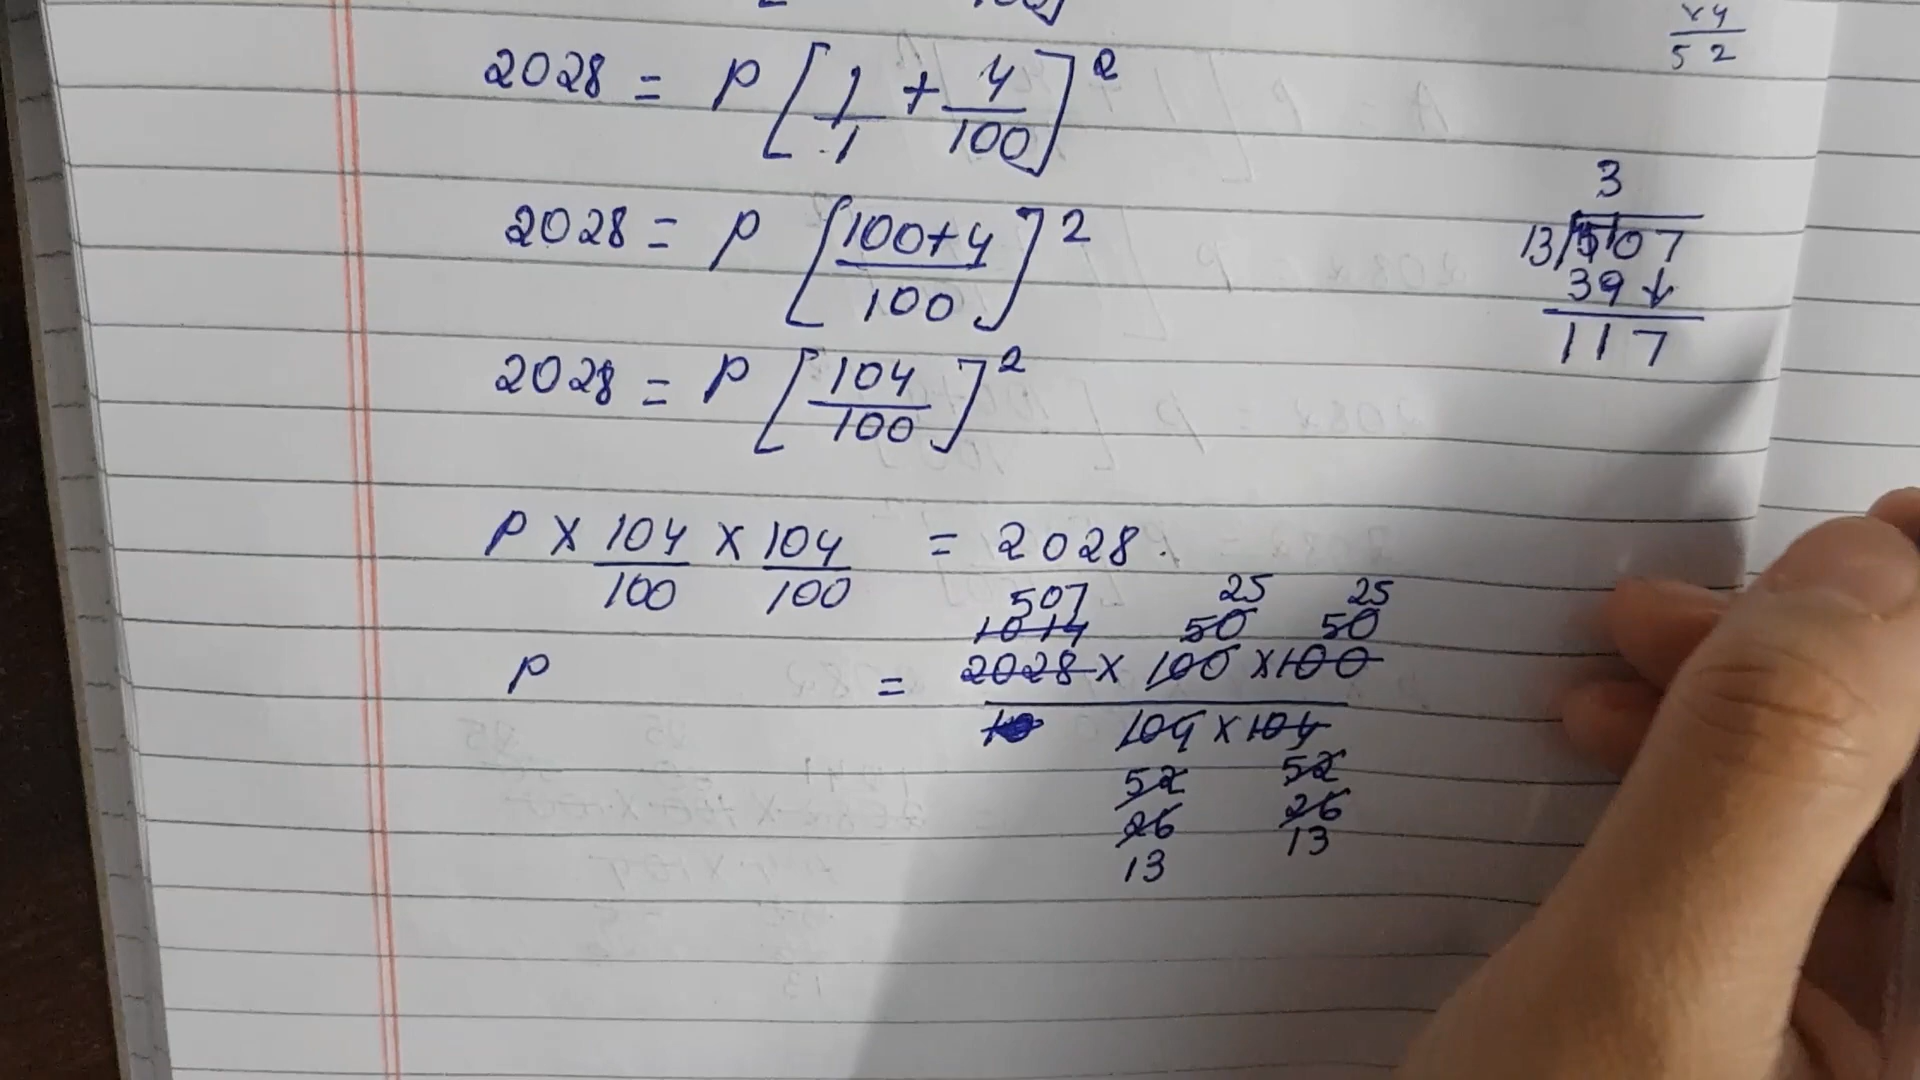 2028 = P [ 1/1 + 4/100 ]²
2028 = P [ 100+4/100 ]²
2028 = P [ 104/100 ]²
P × 104/100 × 104/100 = 2028.
507 25 25
1014 50 50
P = 2028 × 100 × 100
10 104 × 104
52 52
26 26
13 13
×4
52
3
13 507
39 ↓
117